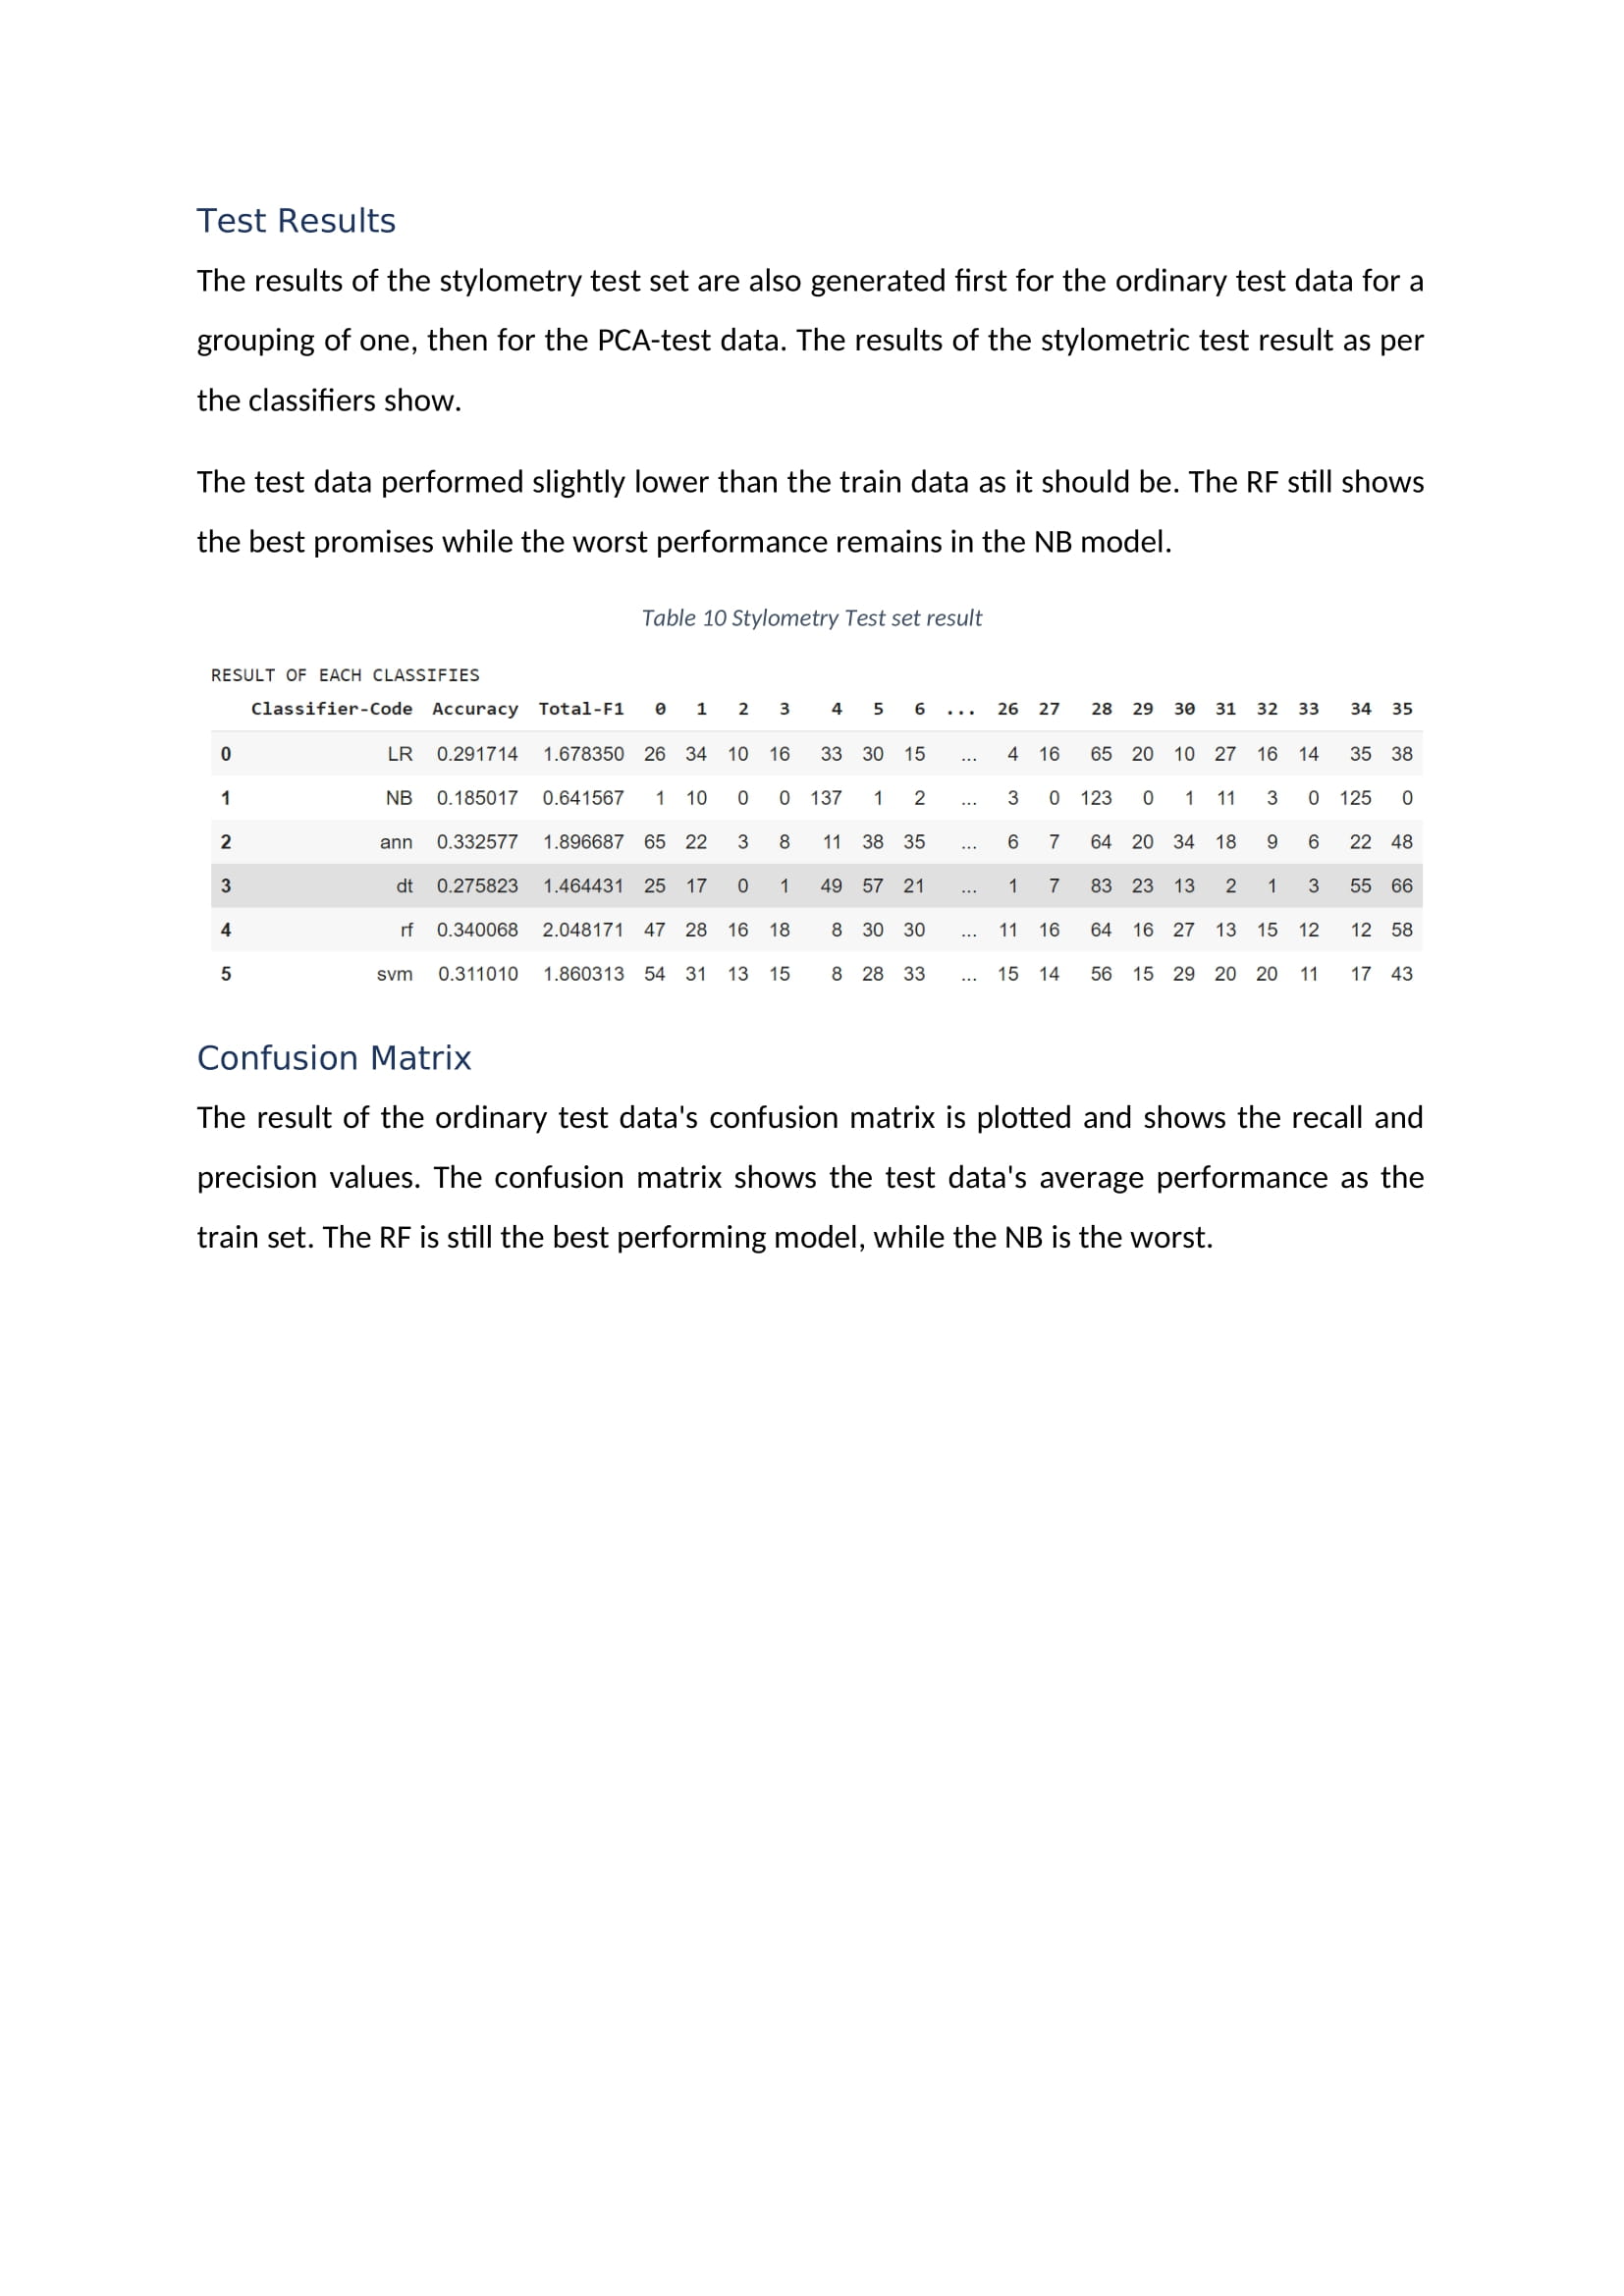 Test Results
The results of the stylometry test set are also generated first for the ordinary test data for a
grouping of one, then for the PCA-test data. The results of the stylometric test result as per
the classifiers show.
The test data performed slightly lower than the train data as it should be. The RF still shows
the best promises while the worst performance remains in the NB model.
Table 10 Stylometry Test set result
RESULT OF EACH CLASSIFIES
Classifier-Code Accuracy Total-F1 0 1 2 3 4 5 6 ... 26 27 28 29 30 31 32 33 34 35
0 LR 0.291714 1.678350 26 34 10 16 33 30 15 ... 4 16 65 20 10 27 16 14 35 38
1 NB 0.185017 0.641567 1 10 0 0 137 1 2 ... 3 0 123 0 1 11 3 0 125 0
2 ann 0.332577 1.896687 65 22 3 8 11 38 35 ... 6 7 64 20 34 18 9 6 22 48
3 dt 0.275823 1.464431 25 17 0 1 49 57 21 ... 1 7 83 23 13 2 1 3 55 66
4 rf 0.340068 2.048171 47 28 16 18 8 30 30 ... 11 16 64 16 27 13 15 12 12 58
5 svm 0.311010 1.860313 54 31 13 15 8 28 33 ... 15 14 56 15 29 20 20 11 17 43
Confusion Matrix
The result of the ordinary test data's confusion matrix is plotted and shows the recall and
precision values. The confusion matrix shows the test data's average performance as the
train set. The RF is still the best performing model, while the NB is the worst.